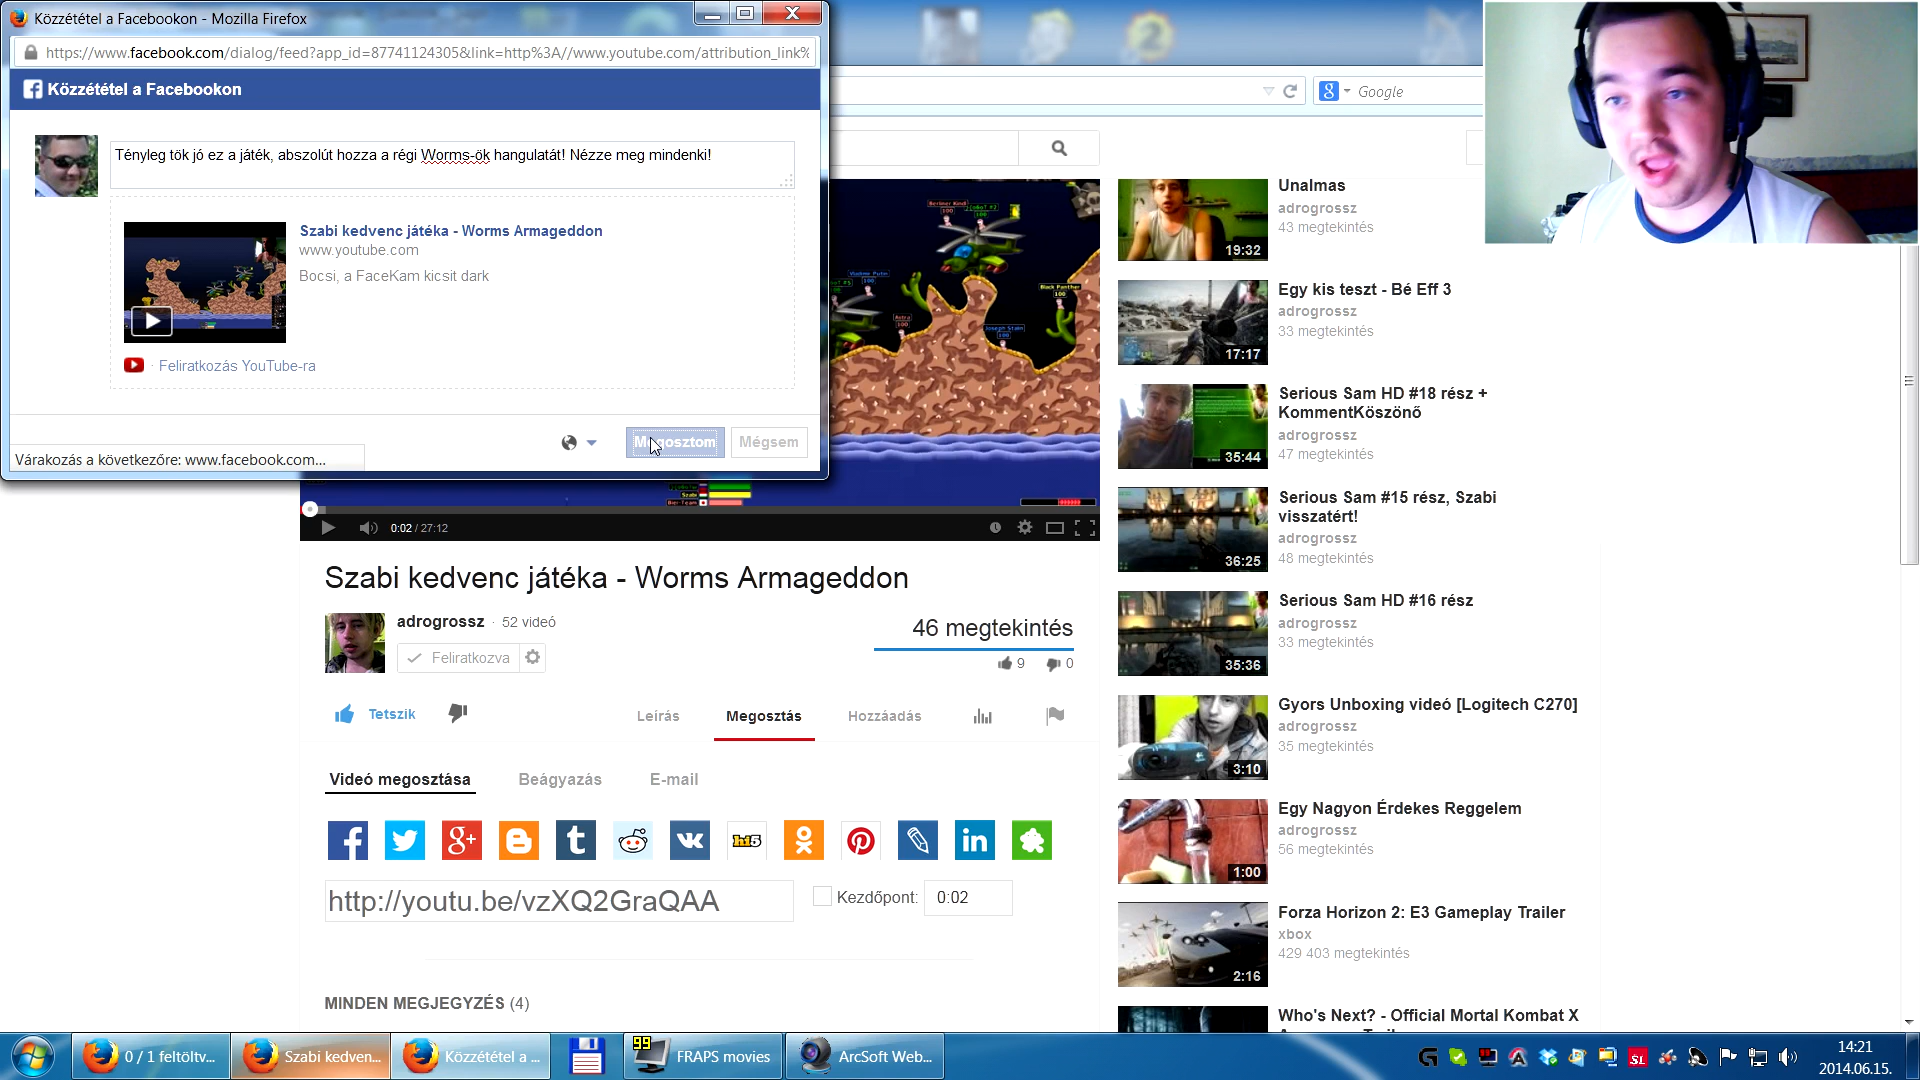 Közzététel a Facebookon - Mozilla Firefox
https://www.facebook.com/dialog/feed?app_id=87741124305&link=http%3A//www.youtube.com/attribution_link%
Közzététel a Facebookon
Tényleg tök jó ez a játék, abszolút hozza a régi Worms-ök hangulatát! Nézze meg mindenki!
Szabi kedvenc játéka - Worms Armageddon
www.youtube.com
Bocsi, a FaceKam kicsit dark
· Feliratkozás YouTube-ra
Megosztom
Mégsem
Várakozás a következőre: www.facebook.com...
Google
0:02 / 27:12
Szabi kedvenc játéka - Worms Armageddon
adrogrossz · 52 videó
Feliratkozva
46 megtekintés
9
0
Tetszik
Leírás
Megosztás
Hozzáadás
Videó megosztása
Beágyazás
E-mail
hi5
in
http://youtu.be/vzXQ2GraQAA
Kezdőpont:
0:02
MINDEN MEGJEGYZÉS (4)
Unalmas
adrogrossz
43 megtekintés
19:32
Egy kis teszt - Bé Eff 3
adrogrossz
33 megtekintés
17:17
Serious Sam HD #18 rész +
KommentKöszönő
adrogrossz
47 megtekintés
35:44
Serious Sam #15 rész, Szabi
visszatért!
adrogrossz
48 megtekintés
36:25
Serious Sam HD #16 rész
adrogrossz
33 megtekintés
35:36
Gyors Unboxing videó [Logitech C270]
adrogrossz
35 megtekintés
3:10
Egy Nagyon Érdekes Reggelem
adrogrossz
56 megtekintés
1:00
Forza Horizon 2: E3 Gameplay Trailer
xbox
429 403 megtekintés
2:16
Who's Next? - Official Mortal Kombat X
0 / 1 feltöltv...
Szabi kedven...
Közzététel a ...
99
FRAPS movies
ArcSoft Web...
SL
14:21
2014.06.15.